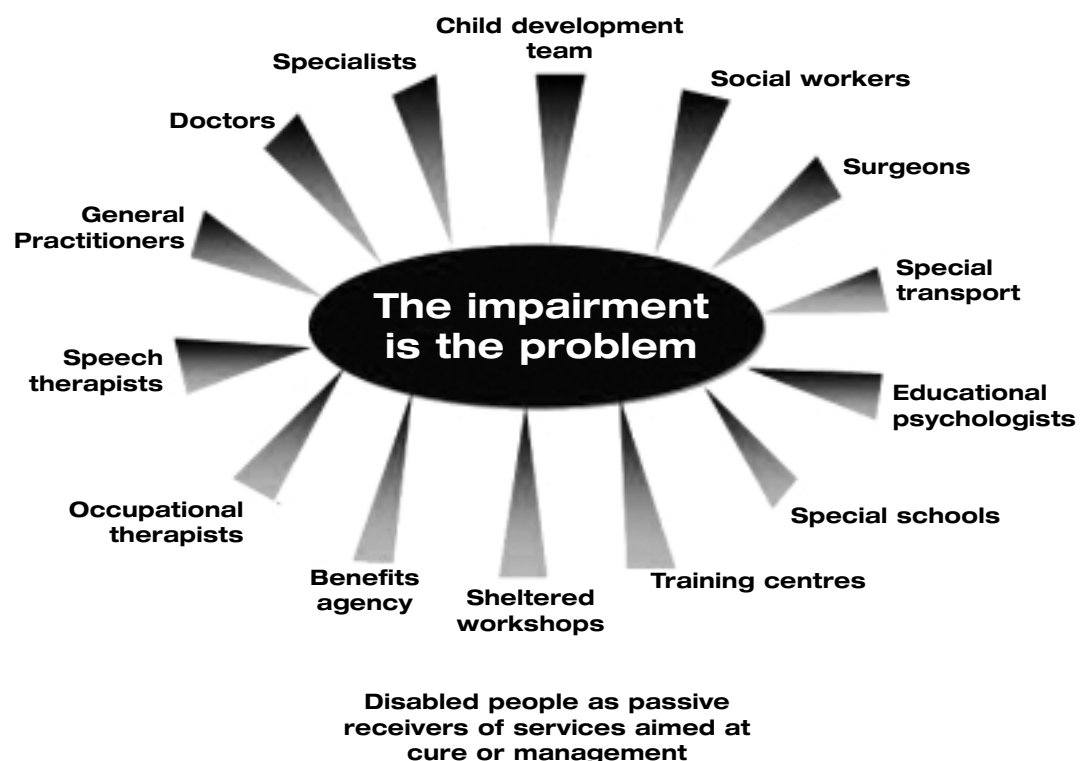 Child development
team
Specialists
Social workers
Doctors
Surgeons
General
Practitioners
Special
transport
The impairment
is the problem
Speech
therapists
Educational
psychologists
Occupational
therapists
Special schools
Benefits
agency
Sheltered
workshops
Training centres
Disabled people as passive
receivers of services aimed at
cure or management